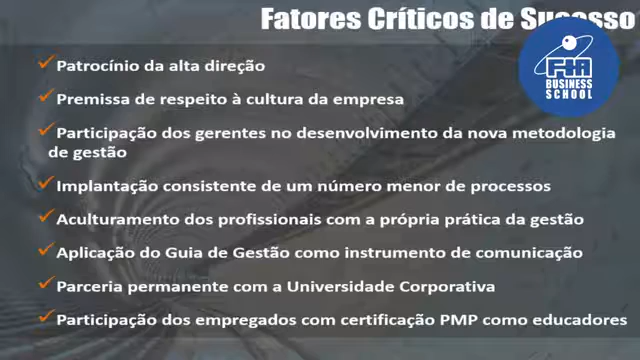 Fatores Críticos de Sucesso
FIA
BUSINESS
SCHOOL
Patrocínio da alta direção
Premissa de respeito à cultura da empresa
Participação dos gerentes no desenvolvimento da nova metodologia
de gestão
Implantação consistente de um número menor de processos
Aculturamento dos profissionais com a própria prática da gestão
Aplicação do Guia de Gestão como instrumento de comunicação
Parceria permanente com a Universidade Corporativa
Participação dos empregados com certificação PMP como educadores